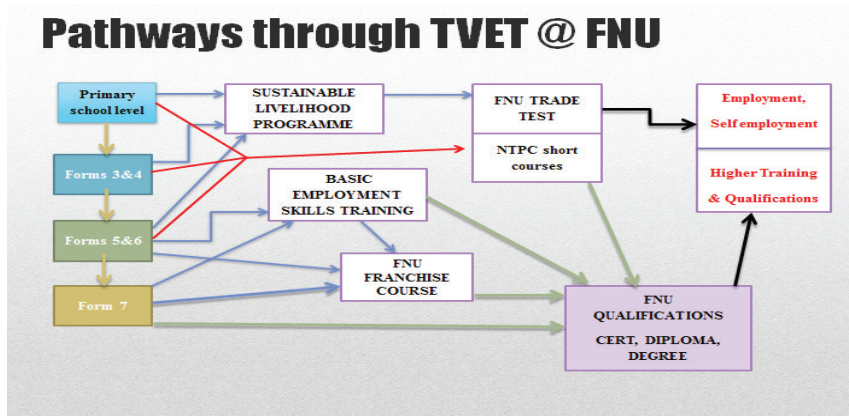 Pathways through TVET @ FNU
Primary
school level
Forms 3&4
Forms 5&6
Form 7
SUSTAINABLE
LIVELIHOOD
PROGRAMME
BASIC
EMPLOYMENT
SKILLS TRAINING
FNU
FRANCHISE
COURSE
FNU TRADE
TEST
NTPC short
courses
Employment,
Self employment
Higher Training
& Qualifications
FNU
QUALIFICATIONS
CERT, DIPLOMA,
DEGREE